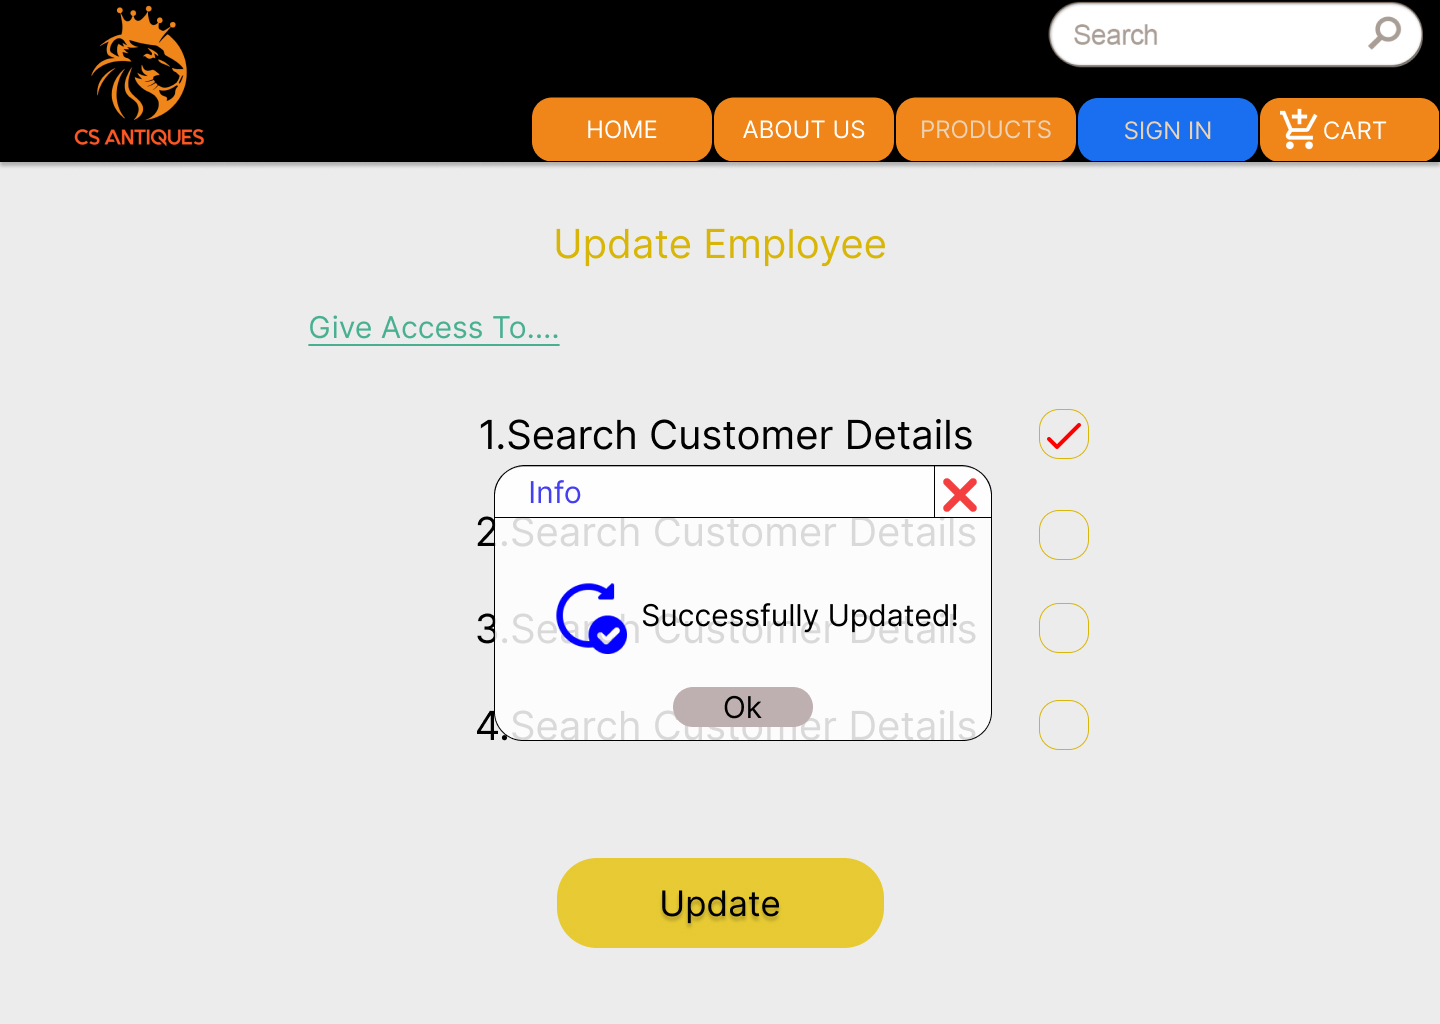 Search
CS ANTIQUES
HOME
ABOUT US
PRODUCTS
SIGN IN
CART
Update Employee
Give Access To....
1.Search Customer Details
Info
2.Search Customer Details
Successfully Updated!
3.Search Customer Details
Ok
4.Search Customer Details
Update